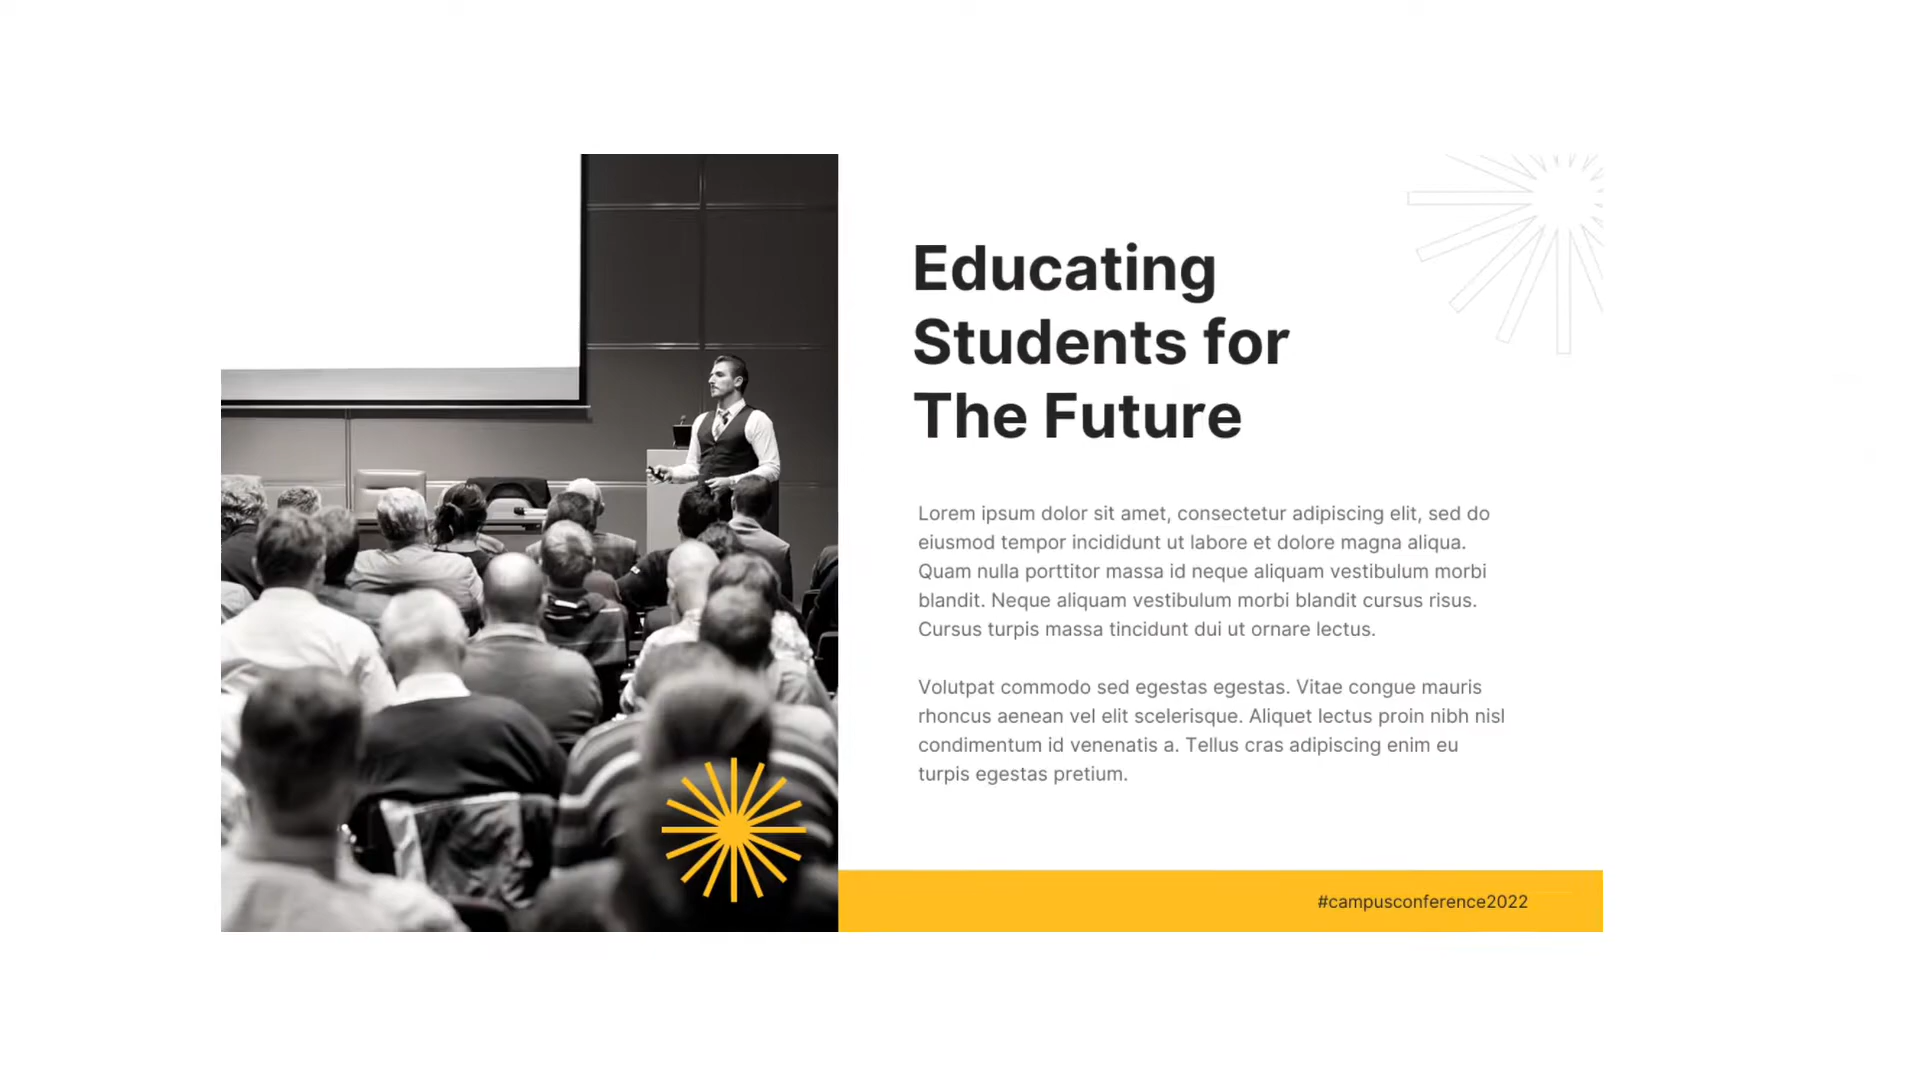 Educating
Students for
The Future
Lorem ipsum dolor sit amet, consectetur adipiscing elit, sed do
eiusmod tempor incididunt ut labore et dolore magna aliqua.
Quam nulla porttitor massa id neque aliquam vestibulum morbi
blandit. Neque aliquam vestibulum morbi blandit cursus risus.
Cursus turpis massa tincidunt dui ut ornare lectus.
Volutpat commodo sed egestas egestas. Vitae congue mauris
rhoncus aenean vel elit scelerisque. Aliquet lectus proin nibh nisl
condimentum id venenatis a. Tellus cras adipiscing enim eu
turpis egestas pretium.
#campusconference2022